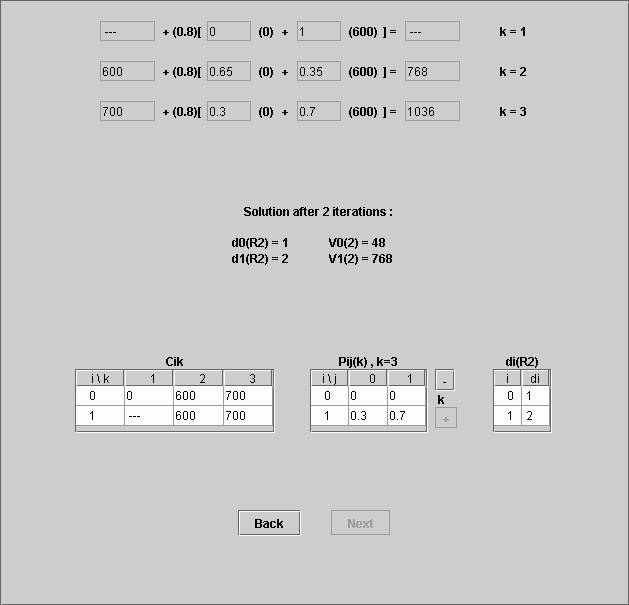 --- + (0.8)[ 0 (0) + 1 (600) ] = --- k = 1
600 + (0.8)[ 0.65 (0) + 0.35 (600) ] = 768 k = 2
700 + (0.8)[ 0.3 (0) + 0.7 (600) ] = 1036 k = 3
Solution after 2 iterations :
d0(R2) = 1 V0(2) = 48
d1(R2) = 2 V1(2) = 768
Cik Pij(k) , k=3 di(R2)
i \ k 1 2 3 i \ j 0 1 - i di
0 0 600 700 0 0 0 k 0 1
1 --- 600 700 1 0.3 0.7 + 1 2
Back Next